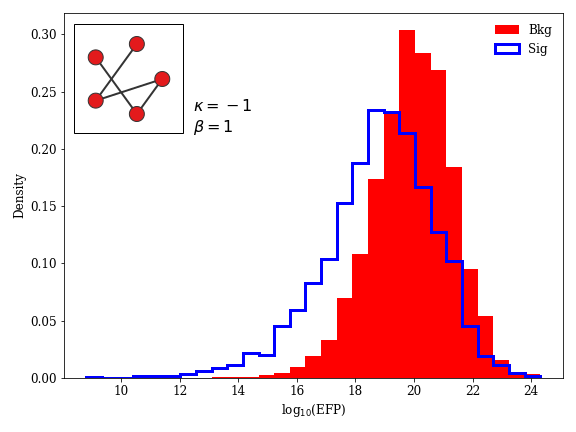 Bkg
Sig
κ = −1
β = 1
0.30
0.25
0.20
0.15
0.10
0.05
0.00
Density
10 12 14 16 18 20 22 24
log₁₀(EFP)